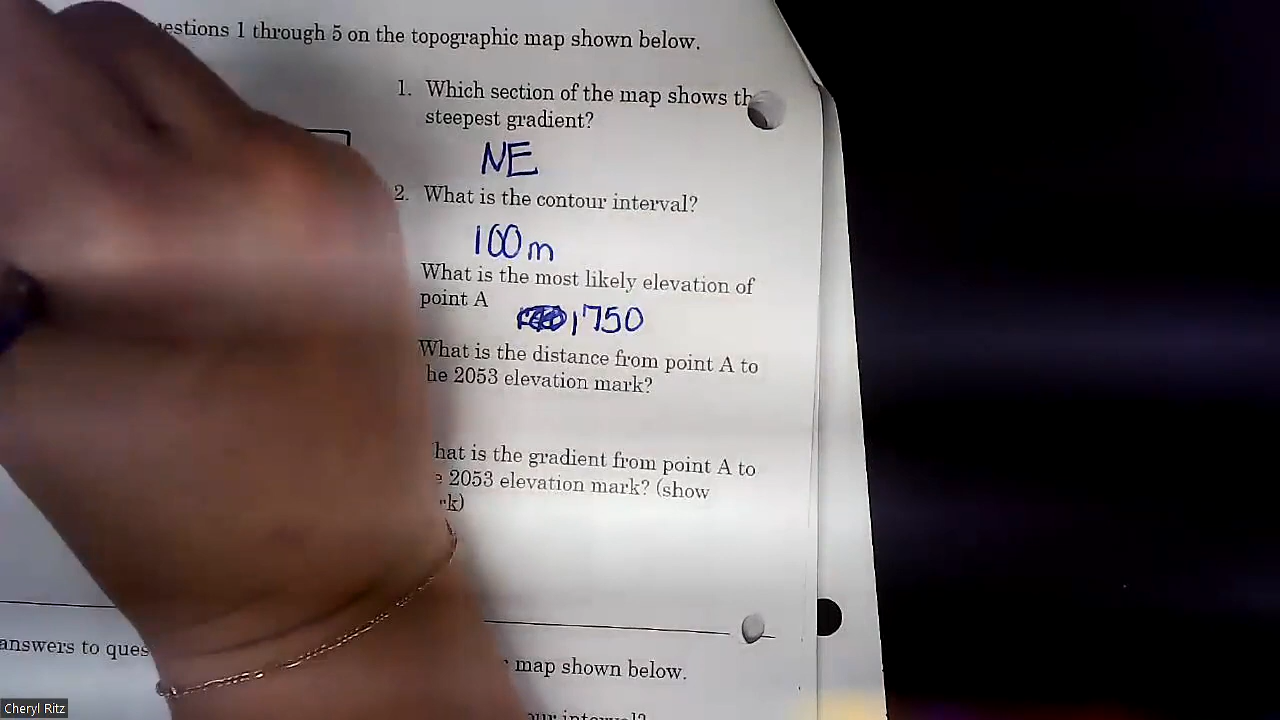 estions 1 through 5 on the topographic map shown below.
1. Which section of the map shows th
steepest gradient?
NE
2. What is the contour interval?
100m
What is the most likely elevation of
point A
1750
What is the distance from point A to
he 2053 elevation mark?
hat is the gradient from point A to
2053 elevation mark? (show
rk)
answers to ques
map shown below.
Cheryl Ritz